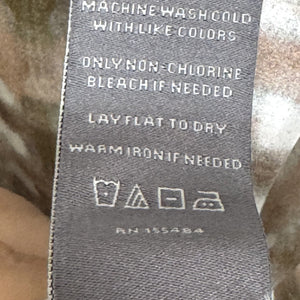 MACHINE WASH COLD
WITH LIKE COLORS
ONLY NON-CHLORINE
BLEACH IF NEEDED
LAY FLAT TO DRY
WARM IRON IF NEEDED
RN 155484